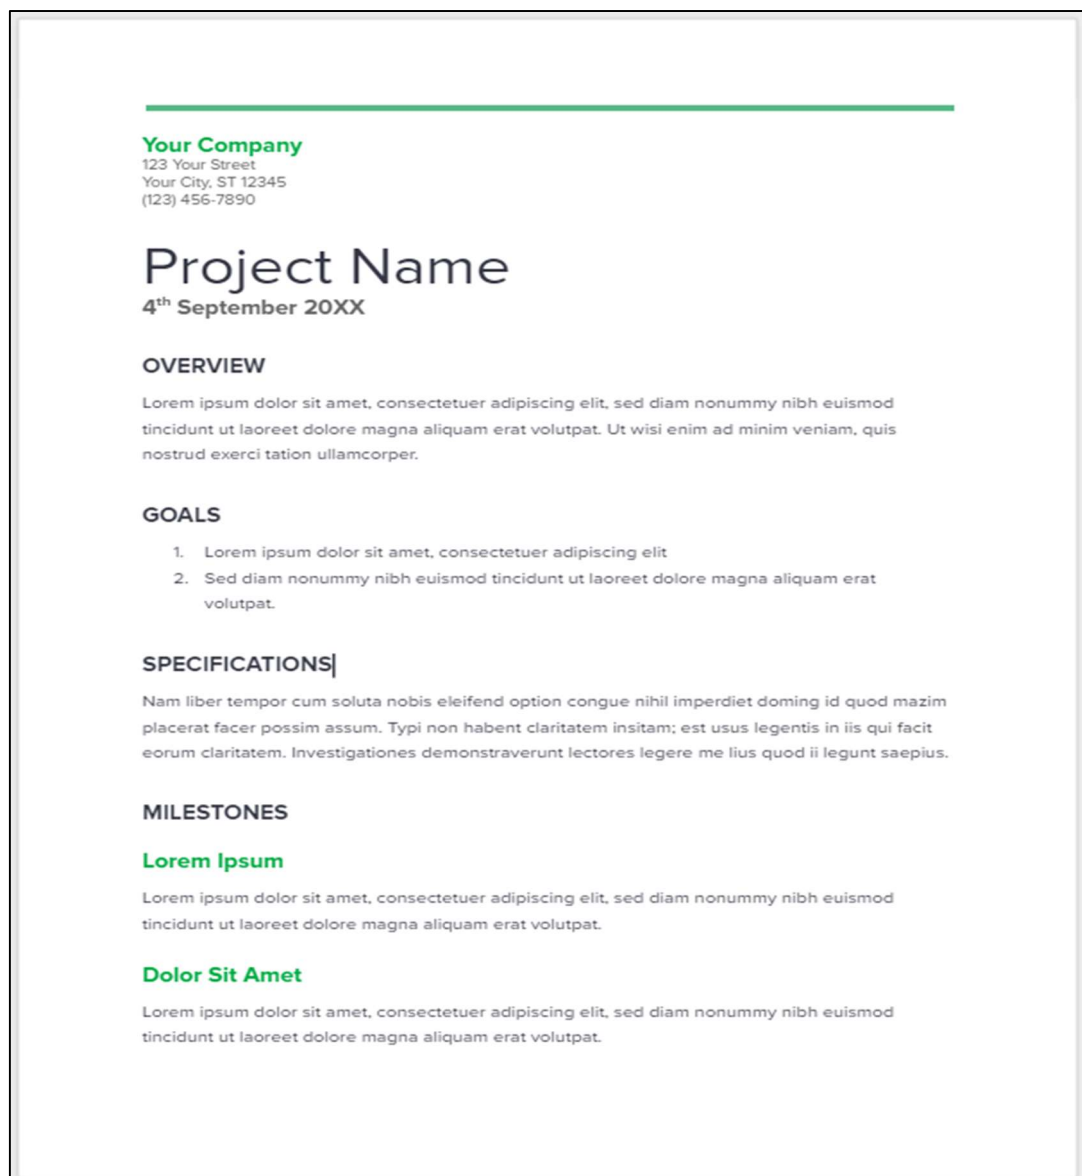 Your Company
123 Your Street
Your City, ST 12345
(123) 456-7890
Project Name
4th September 20XX
OVERVIEW
Lorem ipsum dolor sit amet, consectetuer adipiscing elit, sed diam nonummy nibh euismod
tincidunt ut laoreet dolore magna aliquam erat volutpat. Ut wisi enim ad minim veniam, quis
nostrud exerci tation ullamcorper.
GOALS
1. Lorem ipsum dolor sit amet, consectetuer adipiscing elit
2. Sed diam nonummy nibh euismod tincidunt ut laoreet dolore magna aliquam erat
volutpat.
SPECIFICATIONS
Nam liber tempor cum soluta nobis eleifend option congue nihil imperdiet doming id quod mazim
placerat facer possim assum. Typi non habent claritatem insitam; est usus legentis in iis qui facit
eorum claritatem. Investigationes demonstraverunt lectores legere me lius quod ii legunt saepius.
MILESTONES
Lorem Ipsum
Lorem ipsum dolor sit amet, consectetuer adipiscing elit, sed diam nonummy nibh euismod
tincidunt ut laoreet dolore magna aliquam erat volutpat.
Dolor Sit Amet
Lorem ipsum dolor sit amet, consectetuer adipiscing elit, sed diam nonummy nibh euismod
tincidunt ut laoreet dolore magna aliquam erat volutpat.